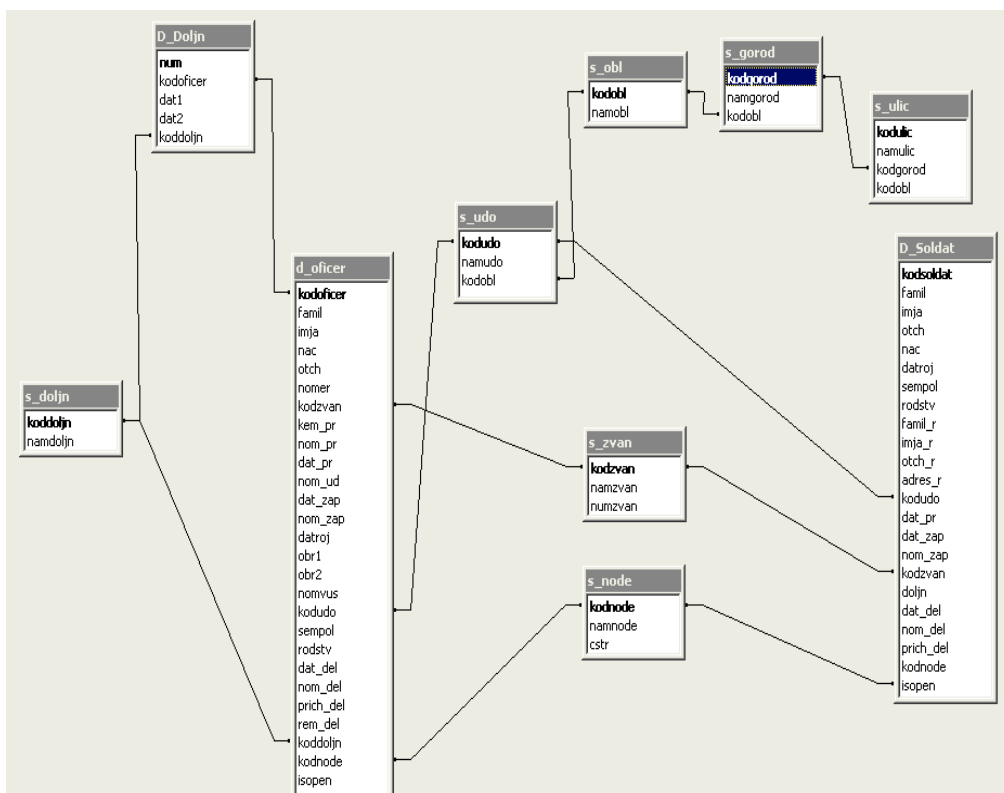 D_Doljn
num
kodoficer
dat1
dat2
koddoljn
s_obl
kodobl
namobl
s_gorod
kodgorod
namgorod
kodobl
s_ulic
kodulic
namulic
kodgorod
kodobl
s_udo
kodudo
namudo
kodobl
D_Soldat
kodsoldat
famil
imja
otch
nac
datroj
sempol
rodstv
famil_r
imja_r
otch_r
adres_r
kodudo
dat_pr
dat_zap
nom_zap
kodzvan
doljn
dat_del
nom_del
prich_del
kodnode
isopen
d_oficer
kodoficer
famil
imja
nac
otch
nomer
kodzvan
kem_pr
nom_pr
dat_pr
nom_ud
dat_zap
nom_zap
datroj
obr1
obr2
nomvus
kodudo
sempol
rodstv
dat_del
nom_del
prich_del
rem_del
koddoljn
kodnode
isopen
s_doljn
koddoljn
namdoljn
s_zvan
kodzvan
namzvan
numzvan
s_node
kodnode
namnode
cstr